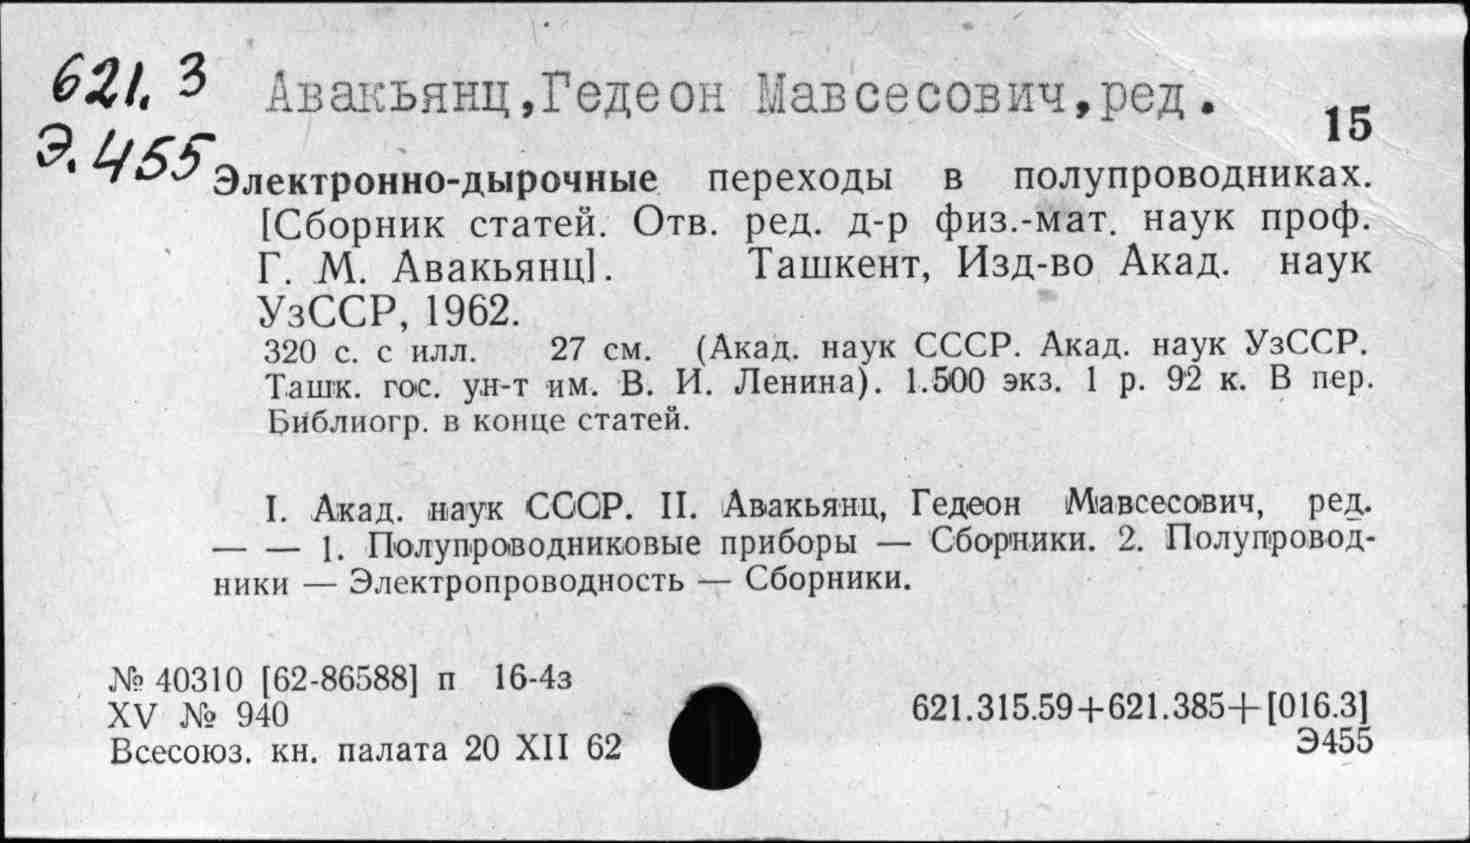 621.3 Авакьянц,Гедеон Мавсесович,ред.
15
Э.455
Электронно-дырочные переходы в полупроводниках.
[Сборник статей. Отв. ред. д-р физ.-мат. наук проф.
Г. М. Авакьянц]. Ташкент, Изд-во Акад. наук
УзССР, 1962.
320 с. с илл. 27 см. (Акад. наук СССР. Акад. наук УзССР.
Ташк. гос. ун-т им. В. И. Ленина). 1.500 экз. 1 р. 92 к. В пер.
Библиогр. в конце статей.
I. Акад. наук СССР. II. Авакьянц, Гедеон Мавсесович, ред.
— — 1. Полупроводниковые приборы — Сборники. 2. Полупровод-
ники — Электропроводность — Сборники.
№ 40310 [62-86588] п 16-4з
XV № 940
Всесоюз. кн. палата 20 XII 62
621.315.59+621.385+[016.3]
Э455